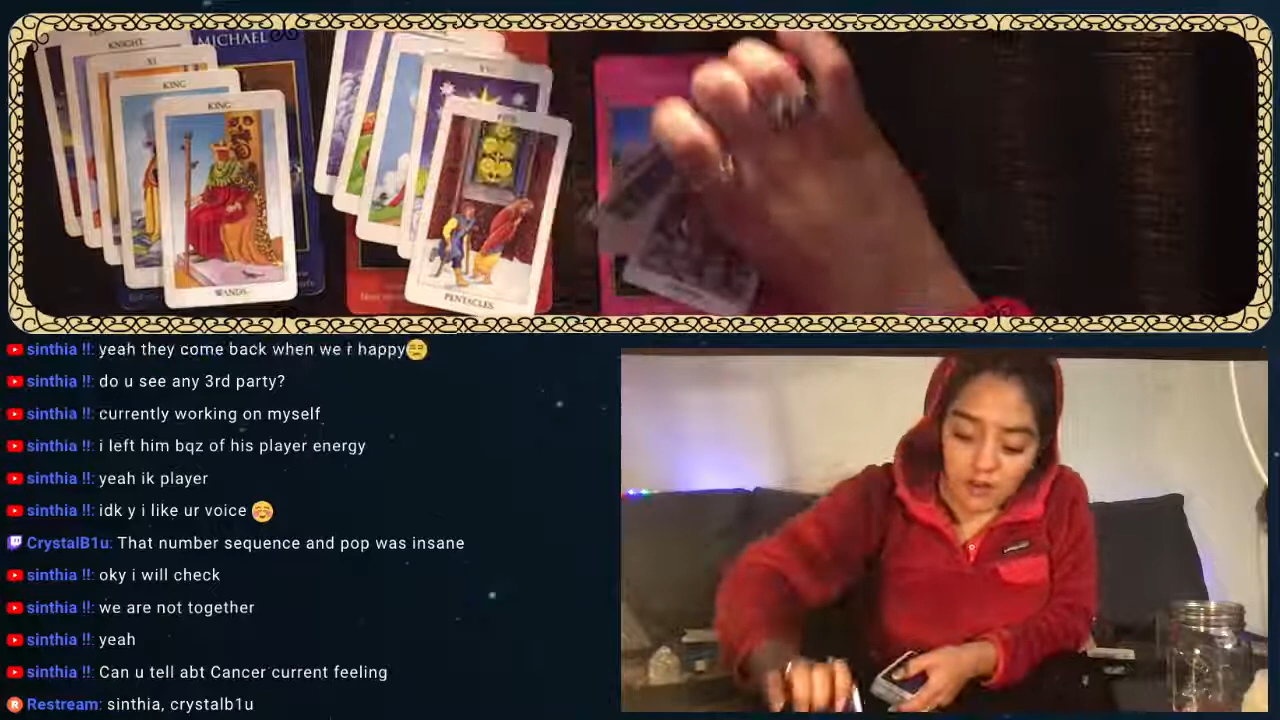 KNIGHT
MICHAEL
XI
KING
KING
WANDS
PENTACLES
sinthia !!: yeah they come back when we r happy😒
sinthia !!: do u see any 3rd party?
sinthia !!: currently working on myself
sinthia !!: i left him bqz of his player energy
sinthia !!: yeah ik player
sinthia !!: idk y i like ur voice ☺️
CrystalB1u: That number sequence and pop was insane
sinthia !!: oky i will check
sinthia !!: we are not together
sinthia !!: yeah
sinthia !!: Can u tell abt Cancer current feeling
Restream: sinthia, crystalb1u